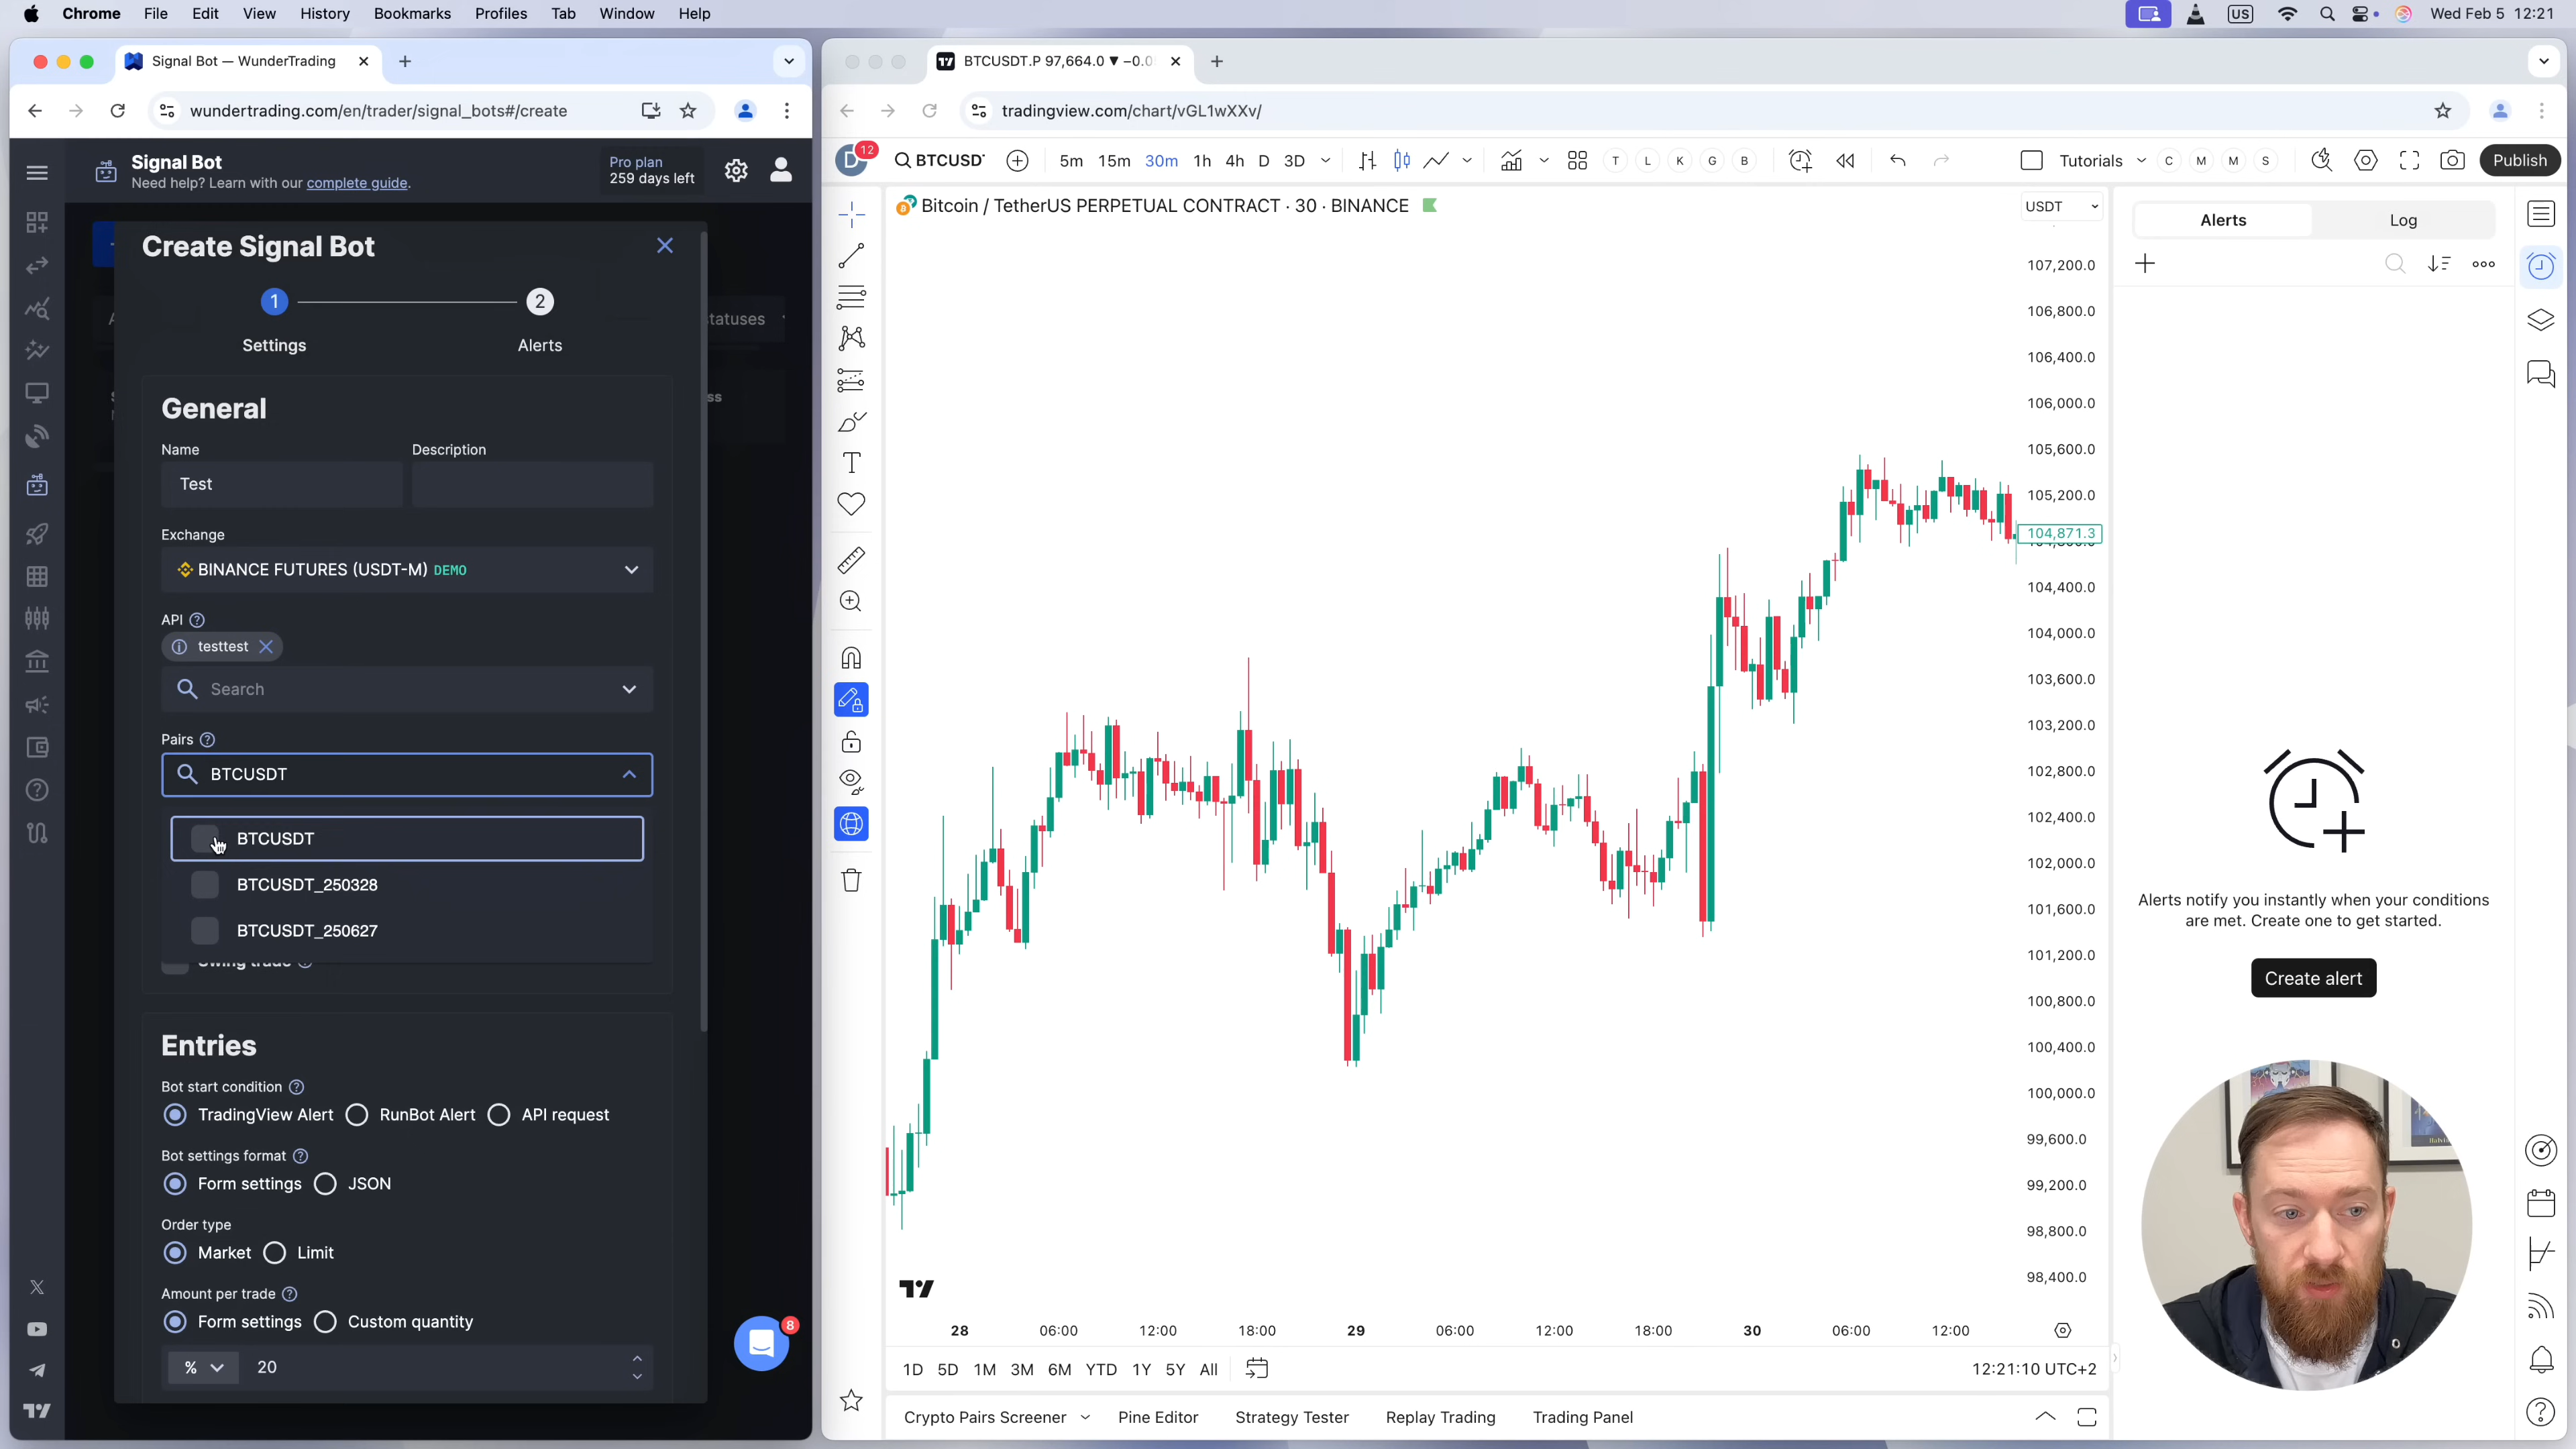 Chrome File Edit View History Bookmarks Profiles Tab Window Help
US
Wed Feb 5 12:21
Signal Bot — WunderTrading
wundertrading.com/en/trader/signal_bots#/create
Signal Bot
Need help? Learn with our complete guide.
Pro plan
259 days left
Create Signal Bot
1
2
Settings
Alerts
General
Name
Description
Test
Exchange
BINANCE FUTURES (USDT-M) DEMO
API
testtest
Search
Pairs
BTCUSDT
BTCUSDT
BTCUSDT_250328
BTCUSDT_250627
Swing trade
Entries
Bot start condition
TradingView Alert
RunBot Alert
API request
Bot settings format
Form settings
JSON
Order type
Market
Limit
Amount per trade
Form settings
Custom quantity
% 20
8
BTCUSDT.P 97,664.0 ▼ −0.0
tradingview.com/chart/vGL1wXXv/
D
12
BTCUSD
5m 15m 30m 1h 4h D 3D
T L K G B
Tutorials
C M M S
Publish
Bitcoin / TetherUS PERPETUAL CONTRACT · 30 · BINANCE
USDT
107,200.0
106,800.0
106,400.0
106,000.0
105,600.0
105,200.0
104,871.3
104,400.0
104,000.0
103,600.0
103,200.0
102,800.0
102,400.0
102,000.0
101,600.0
101,200.0
100,800.0
100,400.0
100,000.0
99,600.0
99,200.0
98,800.0
98,400.0
28 06:00 12:00 18:00 29 06:00 12:00 18:00 30 06:00 12:00
1D 5D 1M 3M 6M YTD 1Y 5Y All
12:21:10 UTC+2
Crypto Pairs Screener
Pine Editor
Strategy Tester
Replay Trading
Trading Panel
Alerts
Log
Alerts notify you instantly when your conditions
are met. Create one to get started.
Create alert